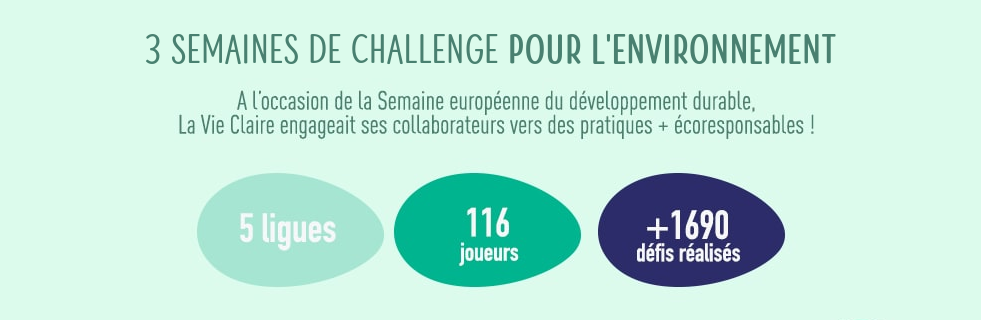 3 SEMAINES DE CHALLENGE POUR L'ENVIRONNEMENT
A l'occasion de la Semaine européenne du développement durable,
La Vie Claire engageait ses collaborateurs vers des pratiques + écoresponsables !
5 ligues
116
joueurs
+1690
défis réalisés